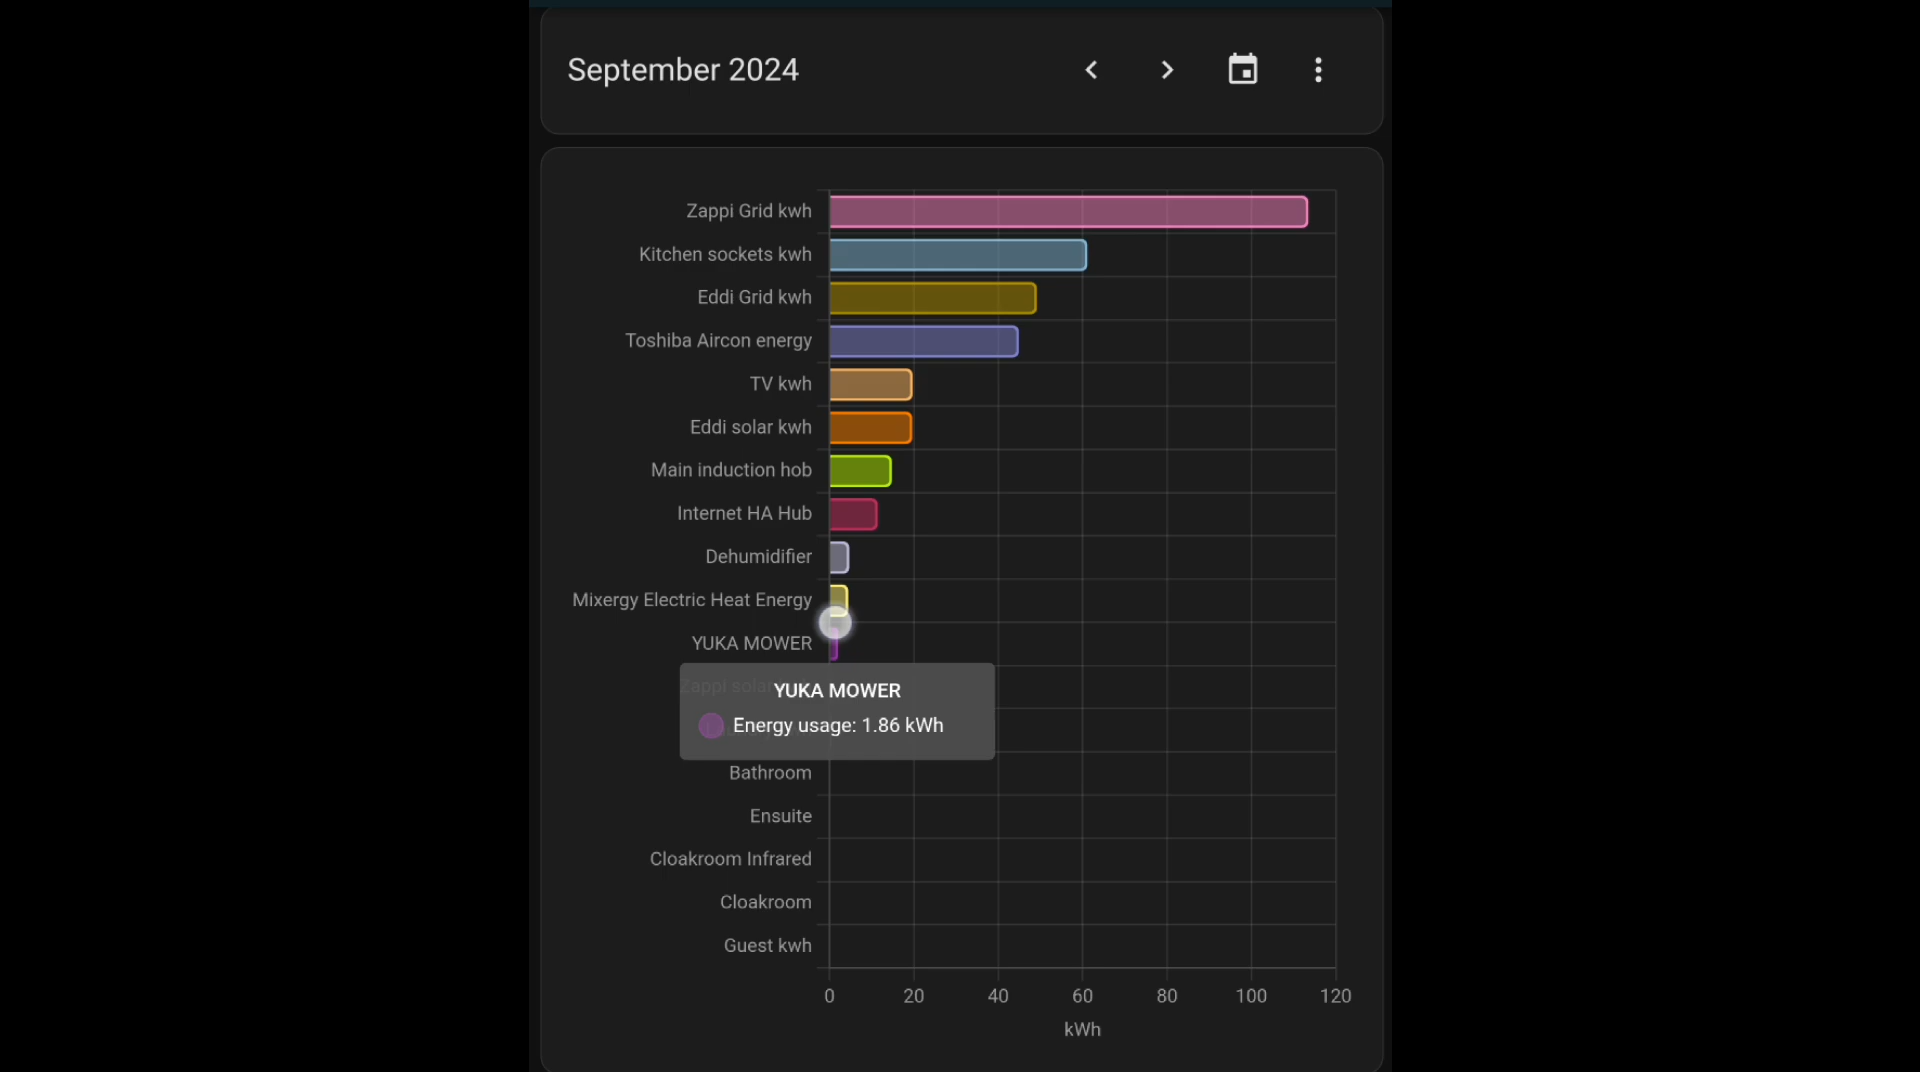 September 2024
Zappi Grid kwh
Kitchen sockets kwh
Eddi Grid kwh
Toshiba Aircon energy
TV kwh
Eddi solar kwh
Main induction hob
Internet HA Hub
Dehumidifier
Mixergy Electric Heat Energy
YUKA MOWER
Zappi solar
YUKA MOWER
Energy usage: 1.86 kWh
Bathroom
Ensuite
Cloakroom Infrared
Cloakroom
Guest kwh
0 20 40 60 80 100 120
kWh